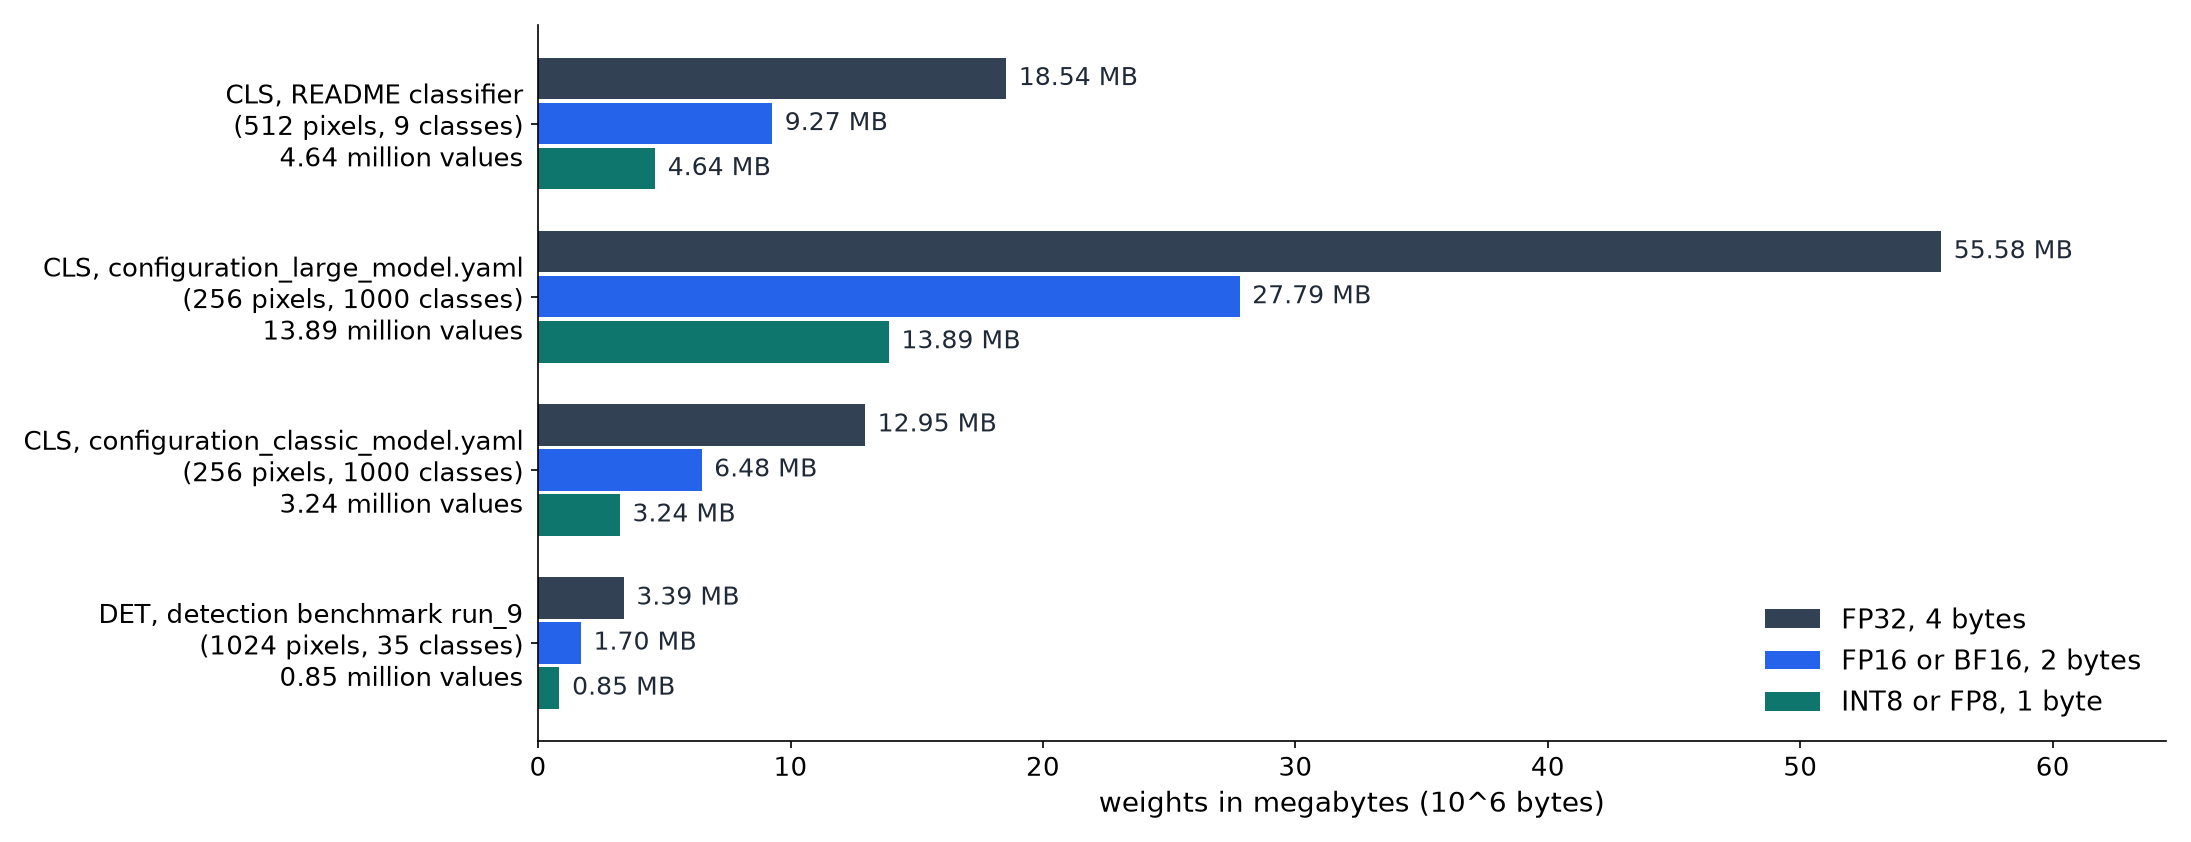 CLS, README classifier
(512 pixels, 9 classes)
4.64 million values
18.54 MB
9.27 MB
4.64 MB
CLS, configuration_large_model.yaml
(256 pixels, 1000 classes)
13.89 million values
55.58 MB
27.79 MB
13.89 MB
CLS, configuration_classic_model.yaml
(256 pixels, 1000 classes)
3.24 million values
12.95 MB
6.48 MB
3.24 MB
DET, detection benchmark run_9
(1024 pixels, 35 classes)
0.85 million values
3.39 MB
1.70 MB
0.85 MB
FP32, 4 bytes
FP16 or BF16, 2 bytes
INT8 or FP8, 1 byte
0 10 20 30 40 50 60
weights in megabytes (10^6 bytes)